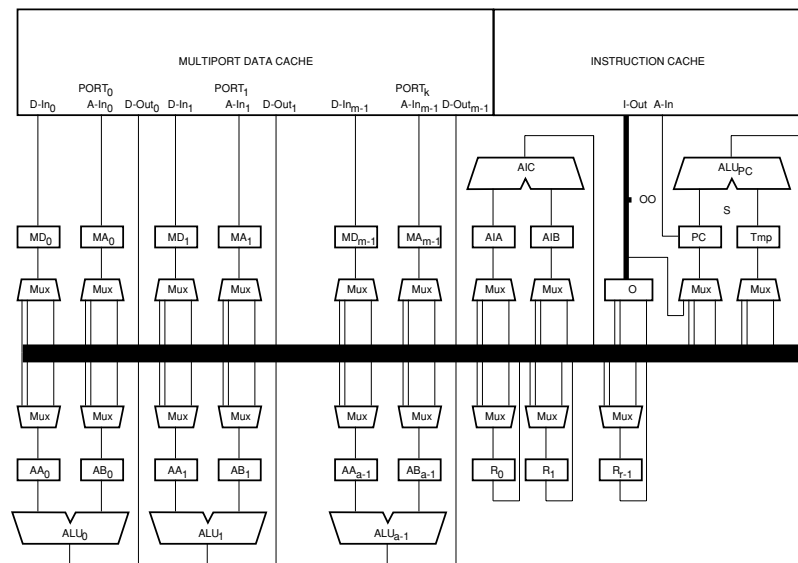 MULTIPORT DATA CACHE INSTRUCTION CACHE
PORT0 PORT1 PORTk
D-In0 A-In0 D-Out0 D-In1 A-In1 D-Out1 D-Inm-1 A-Inm-1 D-Outm-1 I-Out A-In
AIC ALUPC
OO
S
MD0 MA0 MD1 MA1 MDm-1 MAm-1 AIA AIB PC Tmp
Mux Mux Mux Mux Mux Mux Mux Mux O Mux Mux
Mux Mux Mux Mux Mux Mux Mux Mux Mux
AA0 AB0 AA1 AB1 AAa-1 ABa-1 R0 R1 Rr-1
ALU0 ALU1 ALUa-1